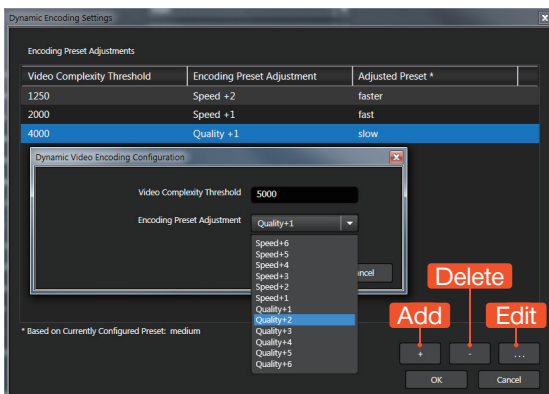 Dynamic Encoding Settings x
Encoding Preset Adjustments
Video Complexity Threshold Encoding Preset Adjustment Adjusted Preset *
1250 Speed +2 faster
2000 Speed +1 fast
4000 Quality +1 slow
Dynamic Video Encoding Configuration x
Video Complexity Threshold 5000
Encoding Preset Adjustment Quality+1
Speed+6
Speed+5
Speed+4
Speed+3
Speed+2
Speed+1
Quality+1
Quality+2
Quality+3
Quality+4
Quality+5
Quality+6
ncel
Delete
Add Edit
* Based on Currently Configured Preset: medium
+ - ...
OK Cancel